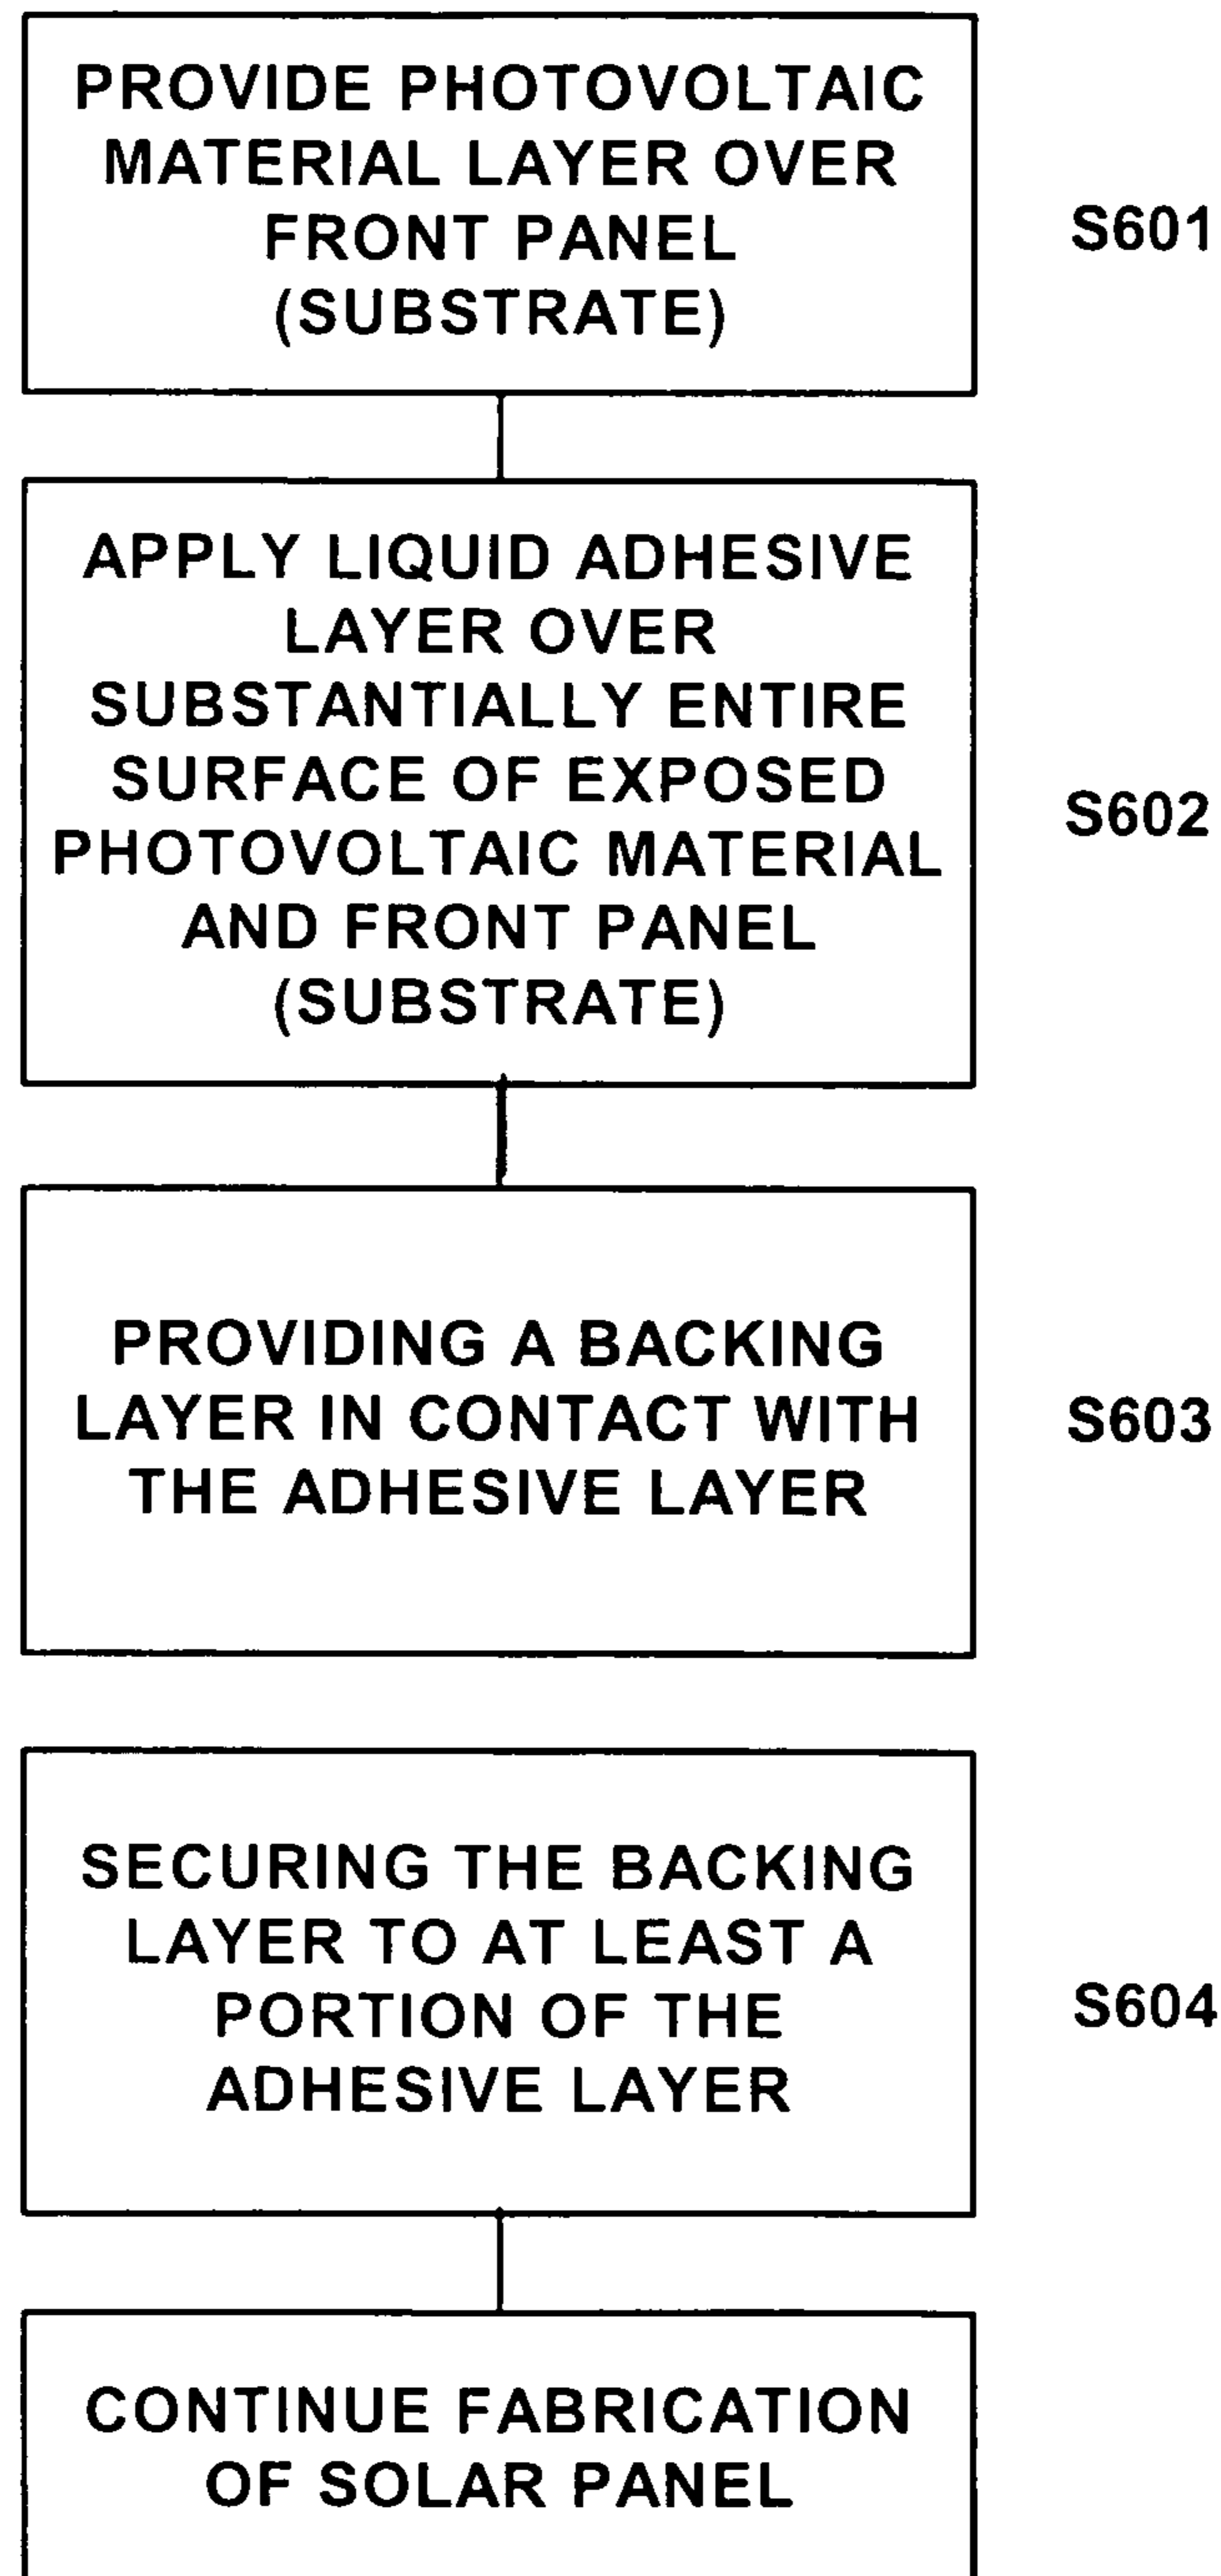 PROVIDE PHOTOVOLTAIC
MATERIAL LAYER OVER
FRONT PANEL
(SUBSTRATE)
S601
APPLY LIQUID ADHESIVE
LAYER OVER
SUBSTANTIALLY ENTIRE
SURFACE OF EXPOSED
PHOTOVOLTAIC MATERIAL
AND FRONT PANEL
(SUBSTRATE)
S602
PROVIDING A BACKING
LAYER IN CONTACT WITH
THE ADHESIVE LAYER
S603
SECURING THE BACKING
LAYER TO AT LEAST A
PORTION OF THE
ADHESIVE LAYER
S604
CONTINUE FABRICATION
OF SOLAR PANEL